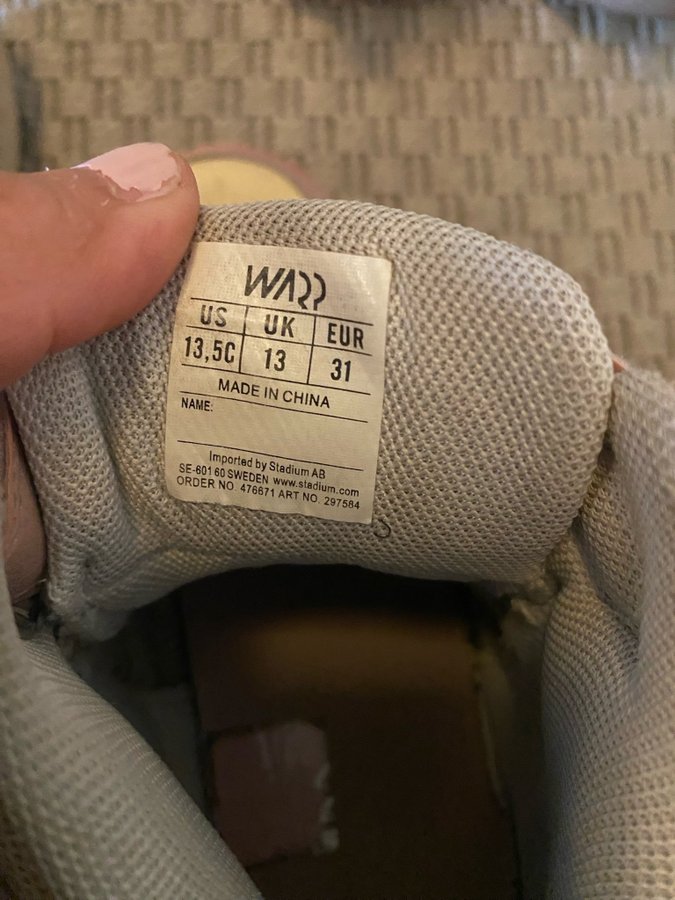 WARP
US UK EUR
13,5C 13 31
MADE IN CHINA
NAME:
Imported by Stadium AB
SE-601 60 SWEDEN www.stadium.com
ORDER NO. 476671 ART NO. 297584